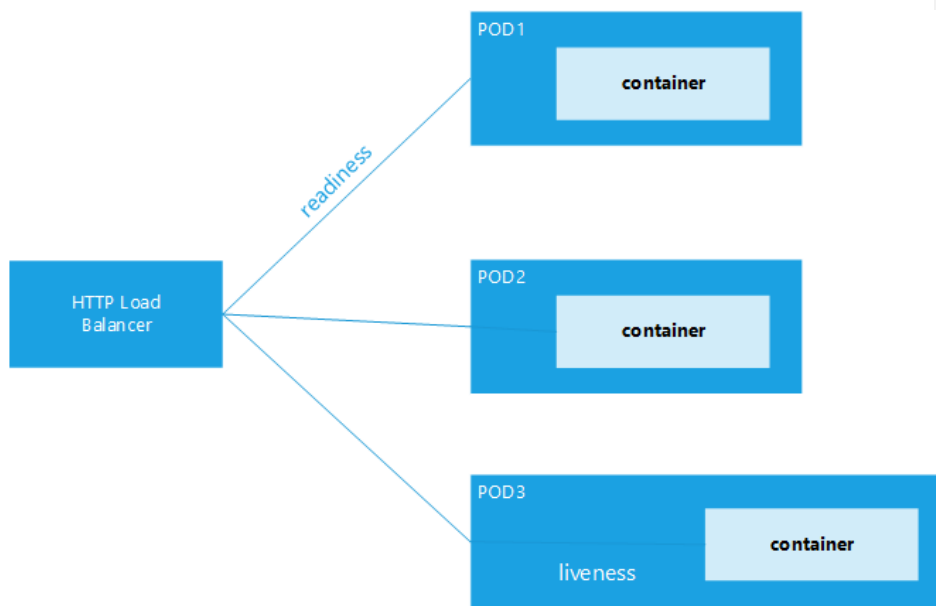 POD1
container
readiness
HTTP Load
Balancer
POD2
container
POD3
container
liveness